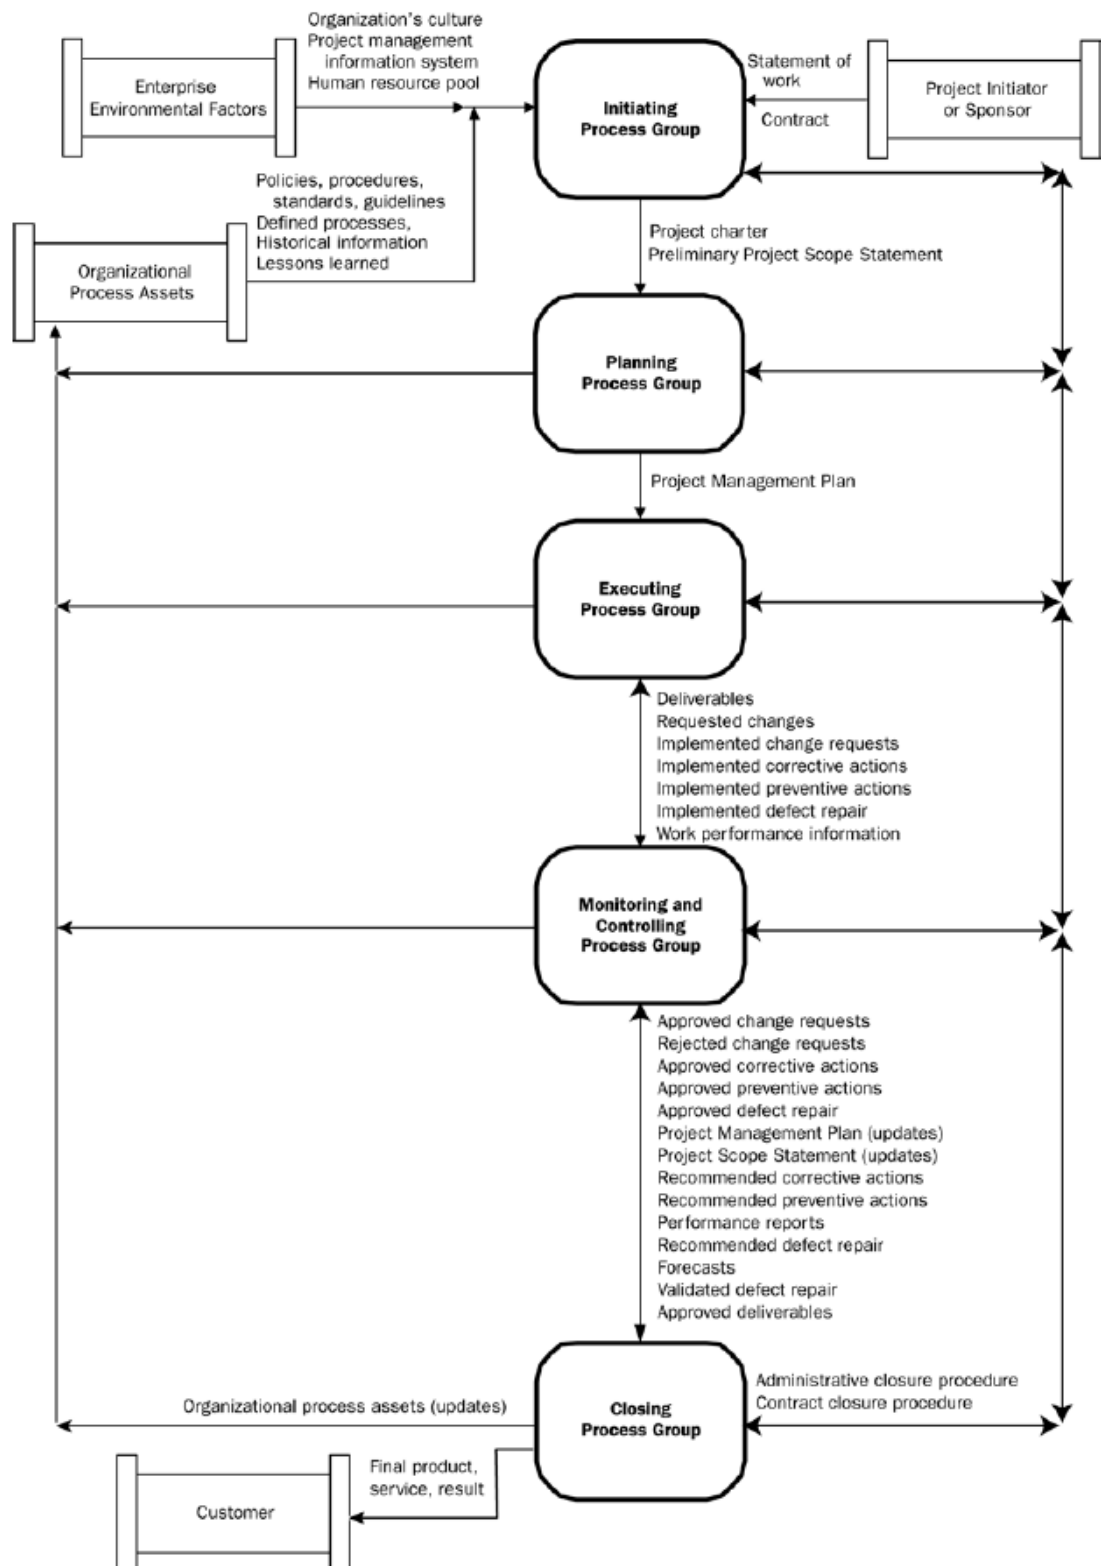 Organization's culture
Project management
information system
Human resource pool
Enterprise
Environmental Factors
Initiating
Process Group
Statement of
work
Contract
Project Initiator
or Sponsor
Policies, procedures,
standards, guidelines
Defined processes,
Historical information
Lessons learned
Organizational
Process Assets
Project charter
Preliminary Project Scope Statement
Planning
Process Group
Project Management Plan
Executing
Process Group
Deliverables
Requested changes
Implemented change requests
Implemented corrective actions
Implemented preventive actions
Implemented defect repair
Work performance information
Monitoring and
Controlling
Process Group
Approved change requests
Rejected change requests
Approved corrective actions
Approved preventive actions
Approved defect repair
Project Management Plan (updates)
Project Scope Statement (updates)
Recommended corrective actions
Recommended preventive actions
Performance reports
Recommended defect repair
Forecasts
Validated defect repair
Approved deliverables
Organizational process assets (updates)
Closing
Process Group
Administrative closure procedure
Contract closure procedure
Final product,
service, result
Customer